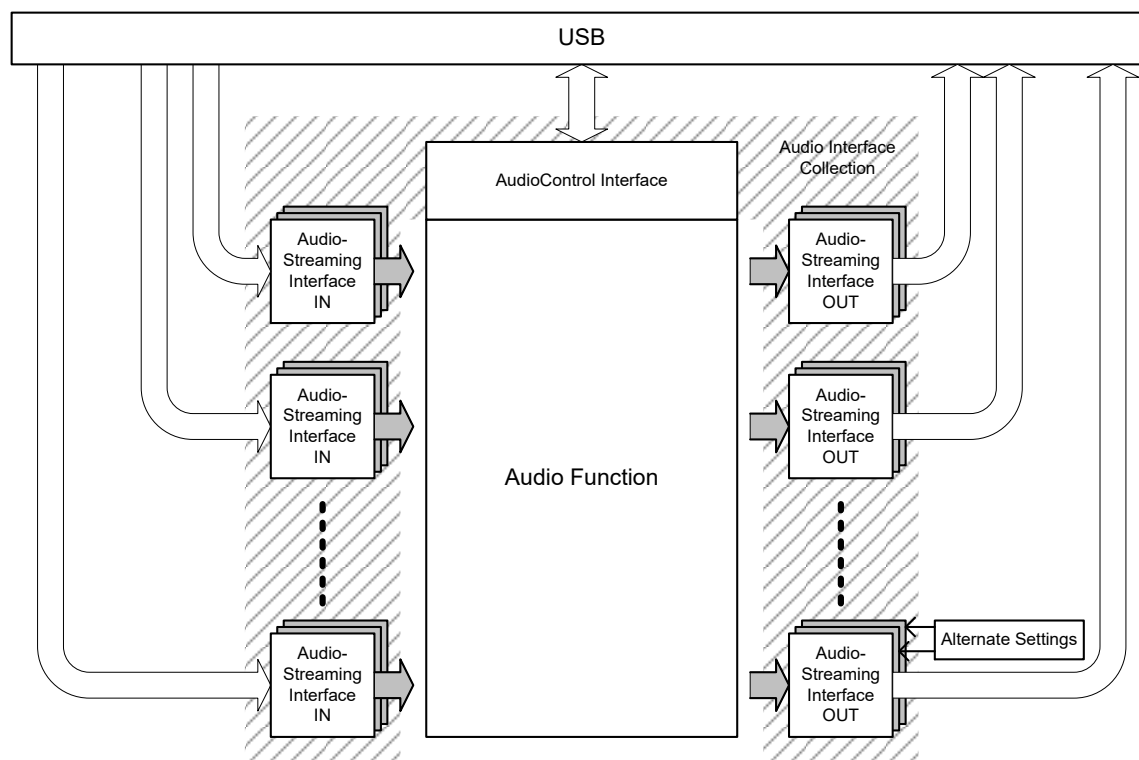 USB
Audio Interface
Collection
AudioControl Interface
Audio-
Streaming
Interface
IN
Audio-
Streaming
Interface
OUT
Audio-
Streaming
Interface
IN
Audio-
Streaming
Interface
OUT
Audio Function
Audio-
Streaming
Interface
IN
Audio-
Streaming
Interface
OUT
Alternate Settings